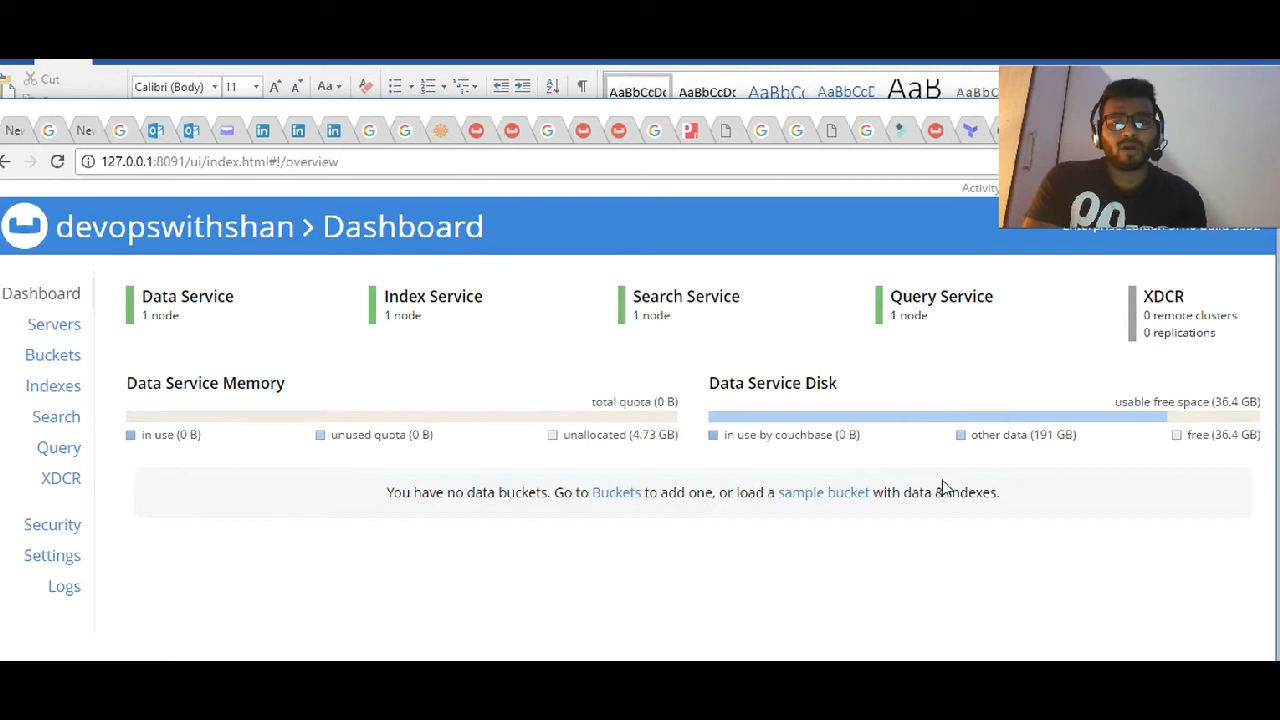 Cut
Calibri (Body) 11 Aa AaBbCcDc AaBbCcDc AaBbC( AaBbCcE AaB AaBbCcD
Nev Nev
127.0.0.1:8091/ui/index.html#!/overview
Activity
devopswithshan > Dashboard
Dashboard
Servers
Buckets
Indexes
Search
Query
XDCR
Security
Settings
Logs
Data Service
1 node
Index Service
1 node
Search Service
1 node
Query Service
1 node
XDCR
0 remote clusters
0 replications
Data Service Memory
total quota (0 B)
in use (0 B) unused quota (0 B) unallocated (4.73 GB)
Data Service Disk
usable free space (36.4 GB)
in use by couchbase (0 B) other data (191 GB) free (36.4 GB)
You have no data buckets. Go to Buckets to add one, or load a sample bucket with data & indexes.